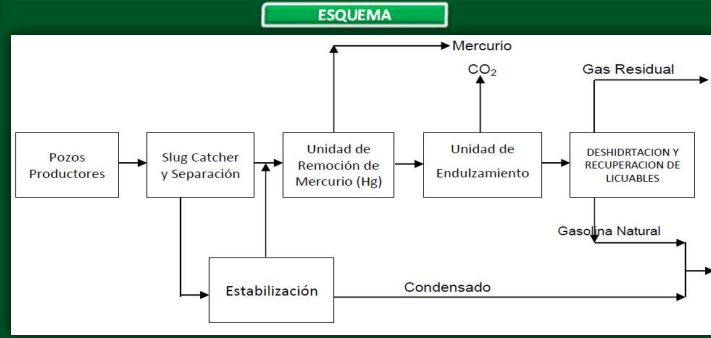 ESQUEMA
Mercurio
CO₂
Gas Residual
Pozos
Productores
Slug Catcher
y Separación
Unidad de
Remoción de
Mercurio (Hg)
Unidad de
Endulzamiento
DESHIDRTACION Y
RECUPERACION DE
LICUABLES
Gasolina Natural
Estabilización
Condensado